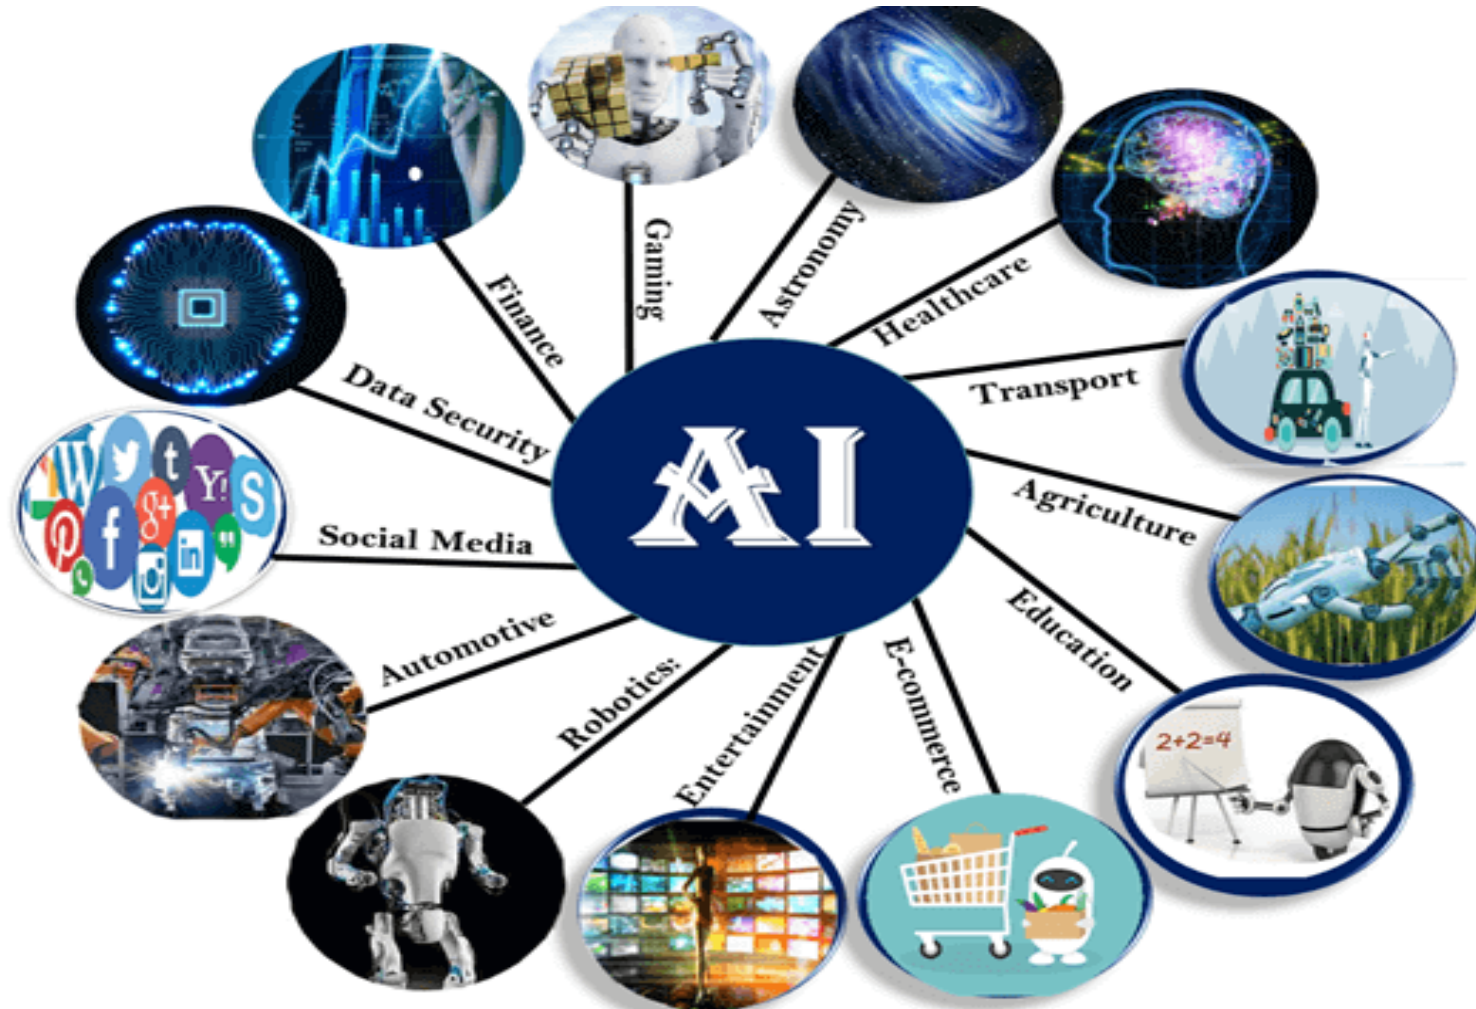 Gaming
Astronomy
Finance
Healthcare
Data Security
Transport
AI
Agriculture
Social Media
Education
Automotive
Robotics:
Entertainment
E-commerce
2+2=4
W
t
Y!
S
f
g+
in